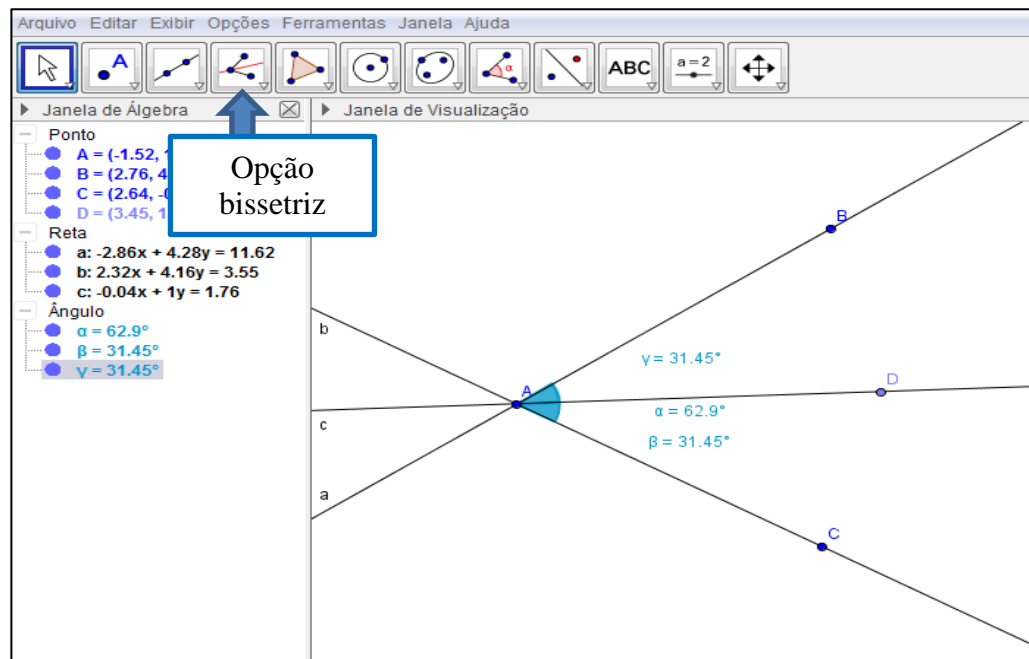 Arquivo Editar Exibir Opções Ferramentas Janela Ajuda
A
α
ABC
a = 2
Janela de Álgebra
Janela de Visualização
Opção
bissetriz
Ponto
A = (-1.52,
B = (2.76, 4
C = (2.64, -0
D = (3.45, 1
Reta
a: -2.86x + 4.28y = 11.62
b: 2.32x + 4.16y = 3.55
c: -0.04x + 1y = 1.76
Ângulo
α = 62.9°
β = 31.45°
γ = 31.45°
B
b
γ = 31.45°
A
D
α = 62.9°
c
β = 31.45°
a
C